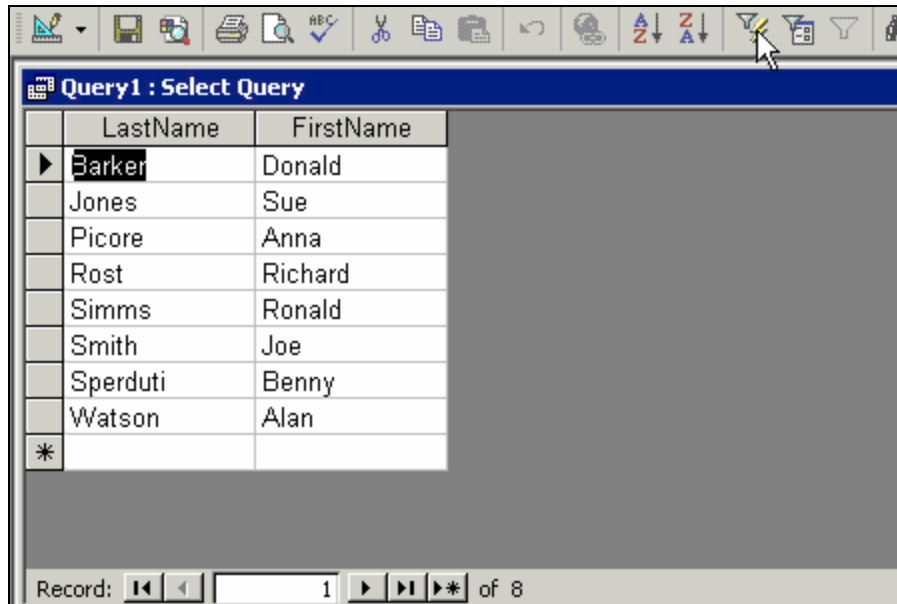 ABC A Z Z A
Query1 : Select Query
LastName FirstName
Barker Donald
Jones Sue
Picore Anna
Rost Richard
Simms Ronald
Smith Joe
Sperduti Benny
Watson Alan
Record: 1 of 8